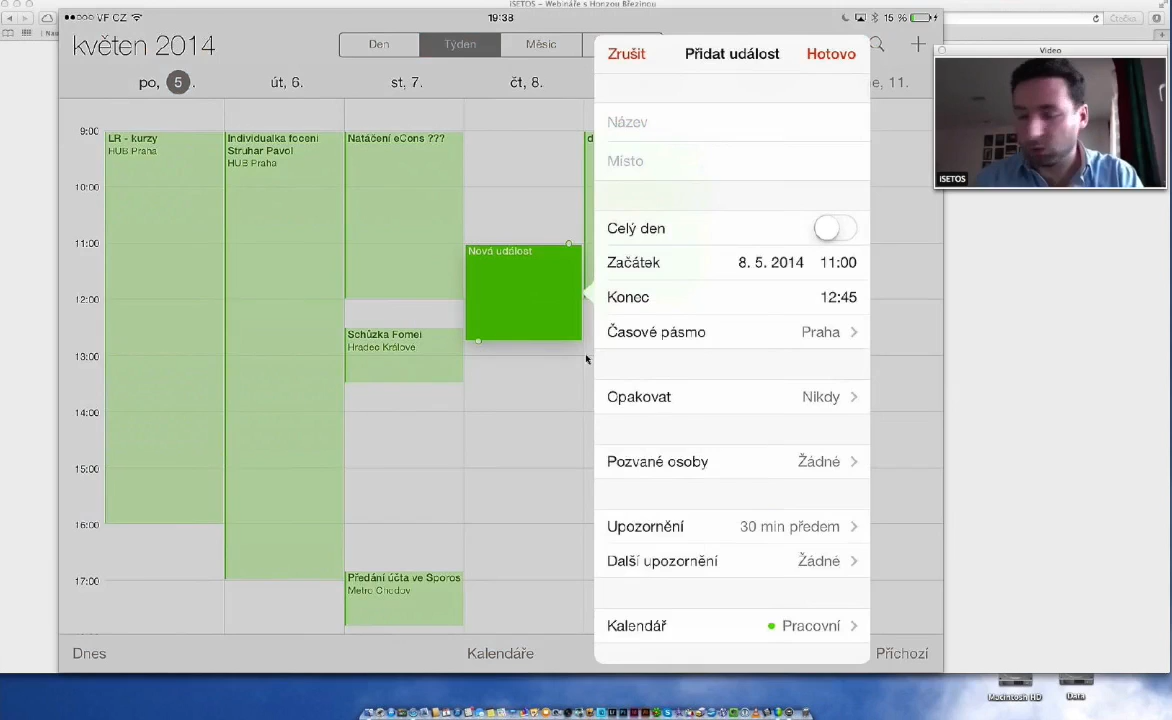 ISETOS – Webináře s Honzou Březinou
VF CZ
19:38
15 %
květen 2014
Den
Týden
Měsíc
Zrušit
Přidat událost
Hotovo
Video
po, 5.
út, 6.
st, 7.
čt, 8.
e, 11.
9:00
10:00
11:00
12:00
13:00
14:00
15:00
16:00
17:00
LR - kurzy
HUB Praha
Individualka foceni
Struhar Pavol
HUB Praha
Natáčení eCons ???
Schůzka Fomei
Hradec Králové
Předání účta ve Sporos
Metro Chodov
Nová událost
d
Název
Místo
Celý den
Začátek 8. 5. 2014 11:00
Konec 12:45
Časové pásmo Praha
Opakovat Nikdy
Pozvané osoby Žádné
Upozornění 30 min předem
Další upozornění Žádné
Kalendář Pracovní
ISETOS
Dnes
Kalendáře
Příchozí
Macintosh HD
Data